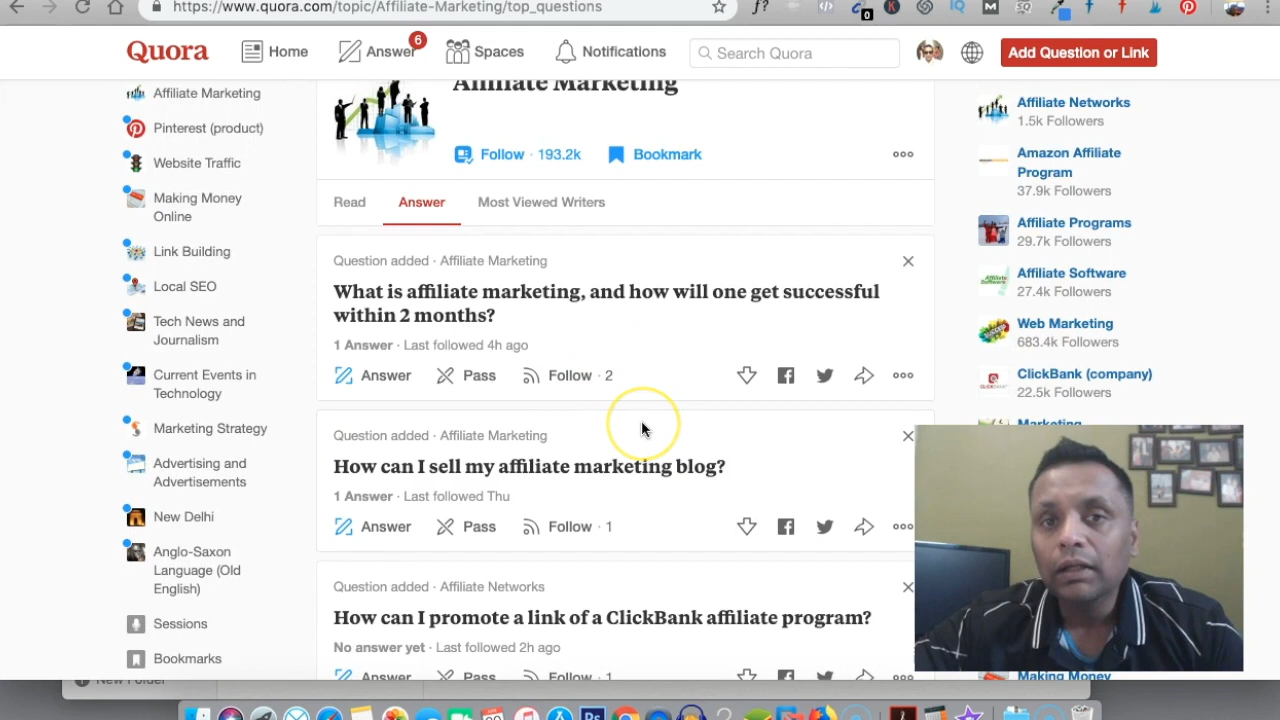 https://www.quora.com/topic/Affiliate-Marketing/top_questions
0
Quora
Home
Answer
6
Spaces
Notifications
Search Quora
Add Question or Link
Affiliate Marketing
Pinterest (product)
Website Traffic
Making Money
Online
Link Building
Local SEO
Tech News and
Journalism
Current Events in
Technology
Marketing Strategy
Advertising and
Advertisements
New Delhi
Anglo-Saxon
Language (Old
English)
Sessions
Bookmarks
New Folder
Affiliate Marketing
Follow · 193.2k
Bookmark
Read
Answer
Most Viewed Writers
Question added · Affiliate Marketing
What is affiliate marketing, and how will one get successful
within 2 months?
1 Answer · Last followed 4h ago
Answer
Pass
Follow · 2
Question added · Affiliate Marketing
How can I sell my affiliate marketing blog?
1 Answer · Last followed Thu
Answer
Pass
Follow · 1
Question added · Affiliate Networks
How can I promote a link of a ClickBank affiliate program?
No answer yet · Last followed 2h ago
Answer
Pass
Follow · 1
Affiliate Networks
1.5k Followers
Amazon Affiliate
Program
37.9k Followers
Affiliate Programs
29.7k Followers
Affiliate Software
27.4k Followers
Web Marketing
683.4k Followers
ClickBank (company)
22.5k Followers
Marketing
Making Money